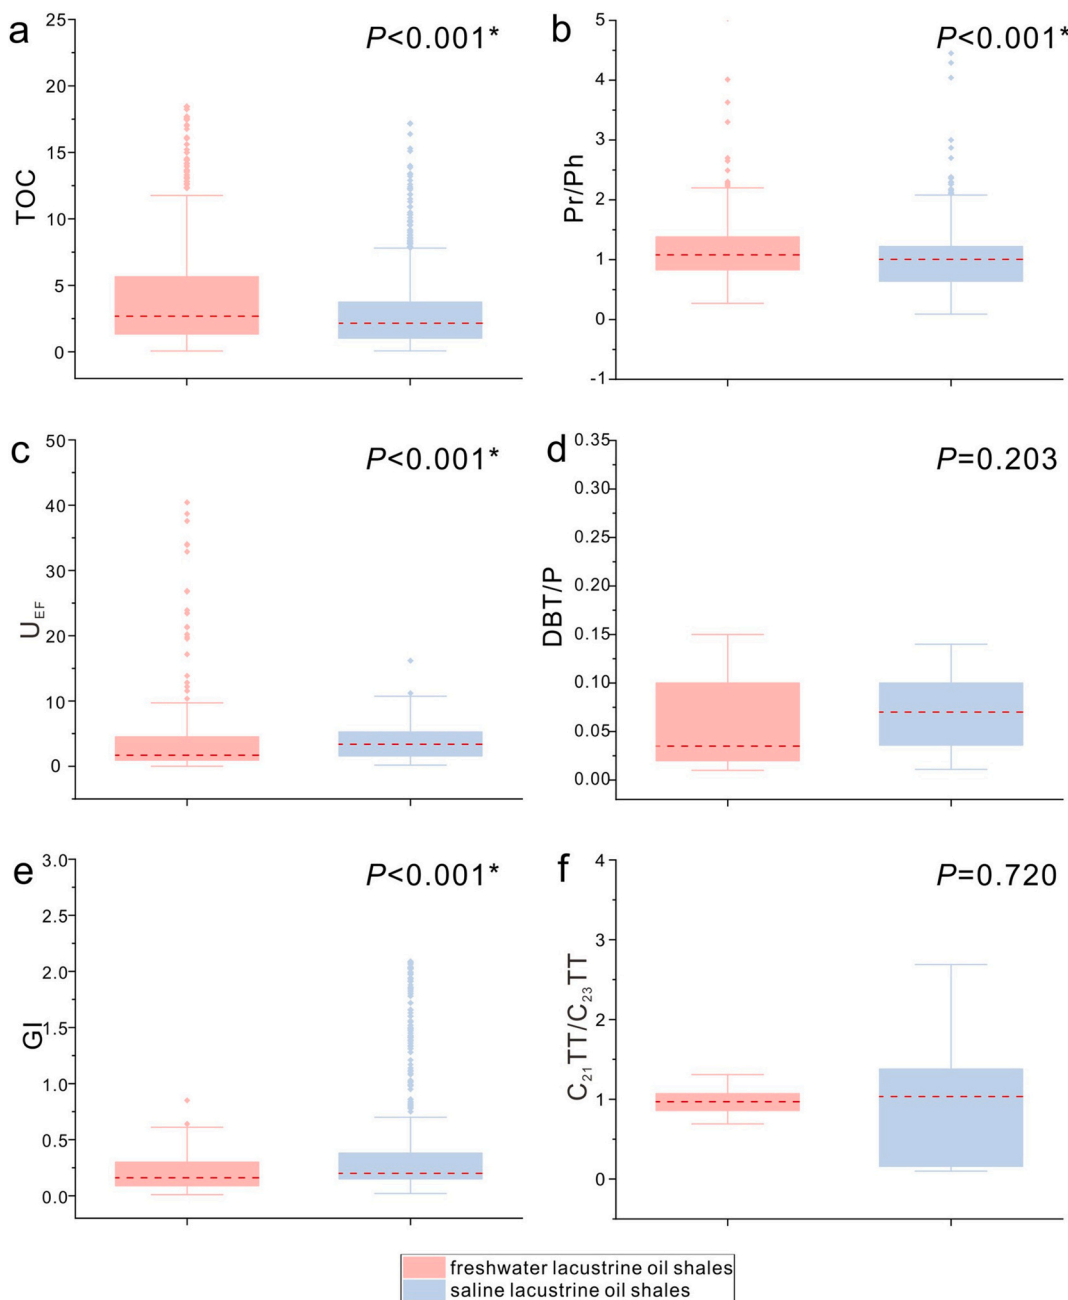 a
P<0.001*
25
20
15
10
5
0
TOC
b
P<0.001*
5
4
3
2
1
0
-1
Pr/Ph
c
P<0.001*
50
40
30
20
10
0
U_EF
d
P=0.203
0.35
0.30
0.25
0.20
0.15
0.10
0.05
0.00
DBT/P
e
P<0.001*
3.0
2.5
2.0
1.5
1.0
0.5
0.0
GI
f
P=0.720
4
3
2
1
0
C₂₁TT/C₂₃TT
freshwater lacustrine oil shales
saline lacustrine oil shales